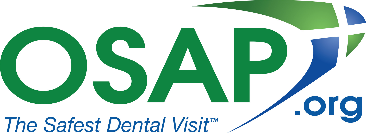 OSAP
.org
The Safest Dental Visit™